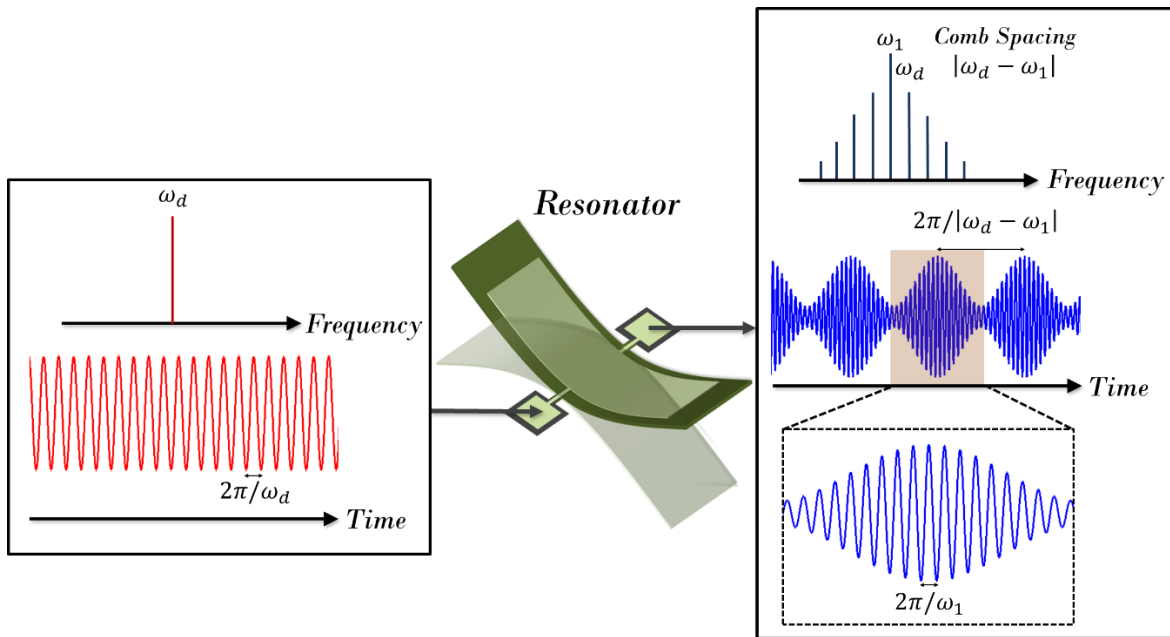 ω_d
Frequency
2π/ω_d
Time
Resonator
ω_1
ω_d
Comb Spacing
|ω_d − ω_1|
Frequency
2π/|ω_d − ω_1|
Time
2π/ω_1